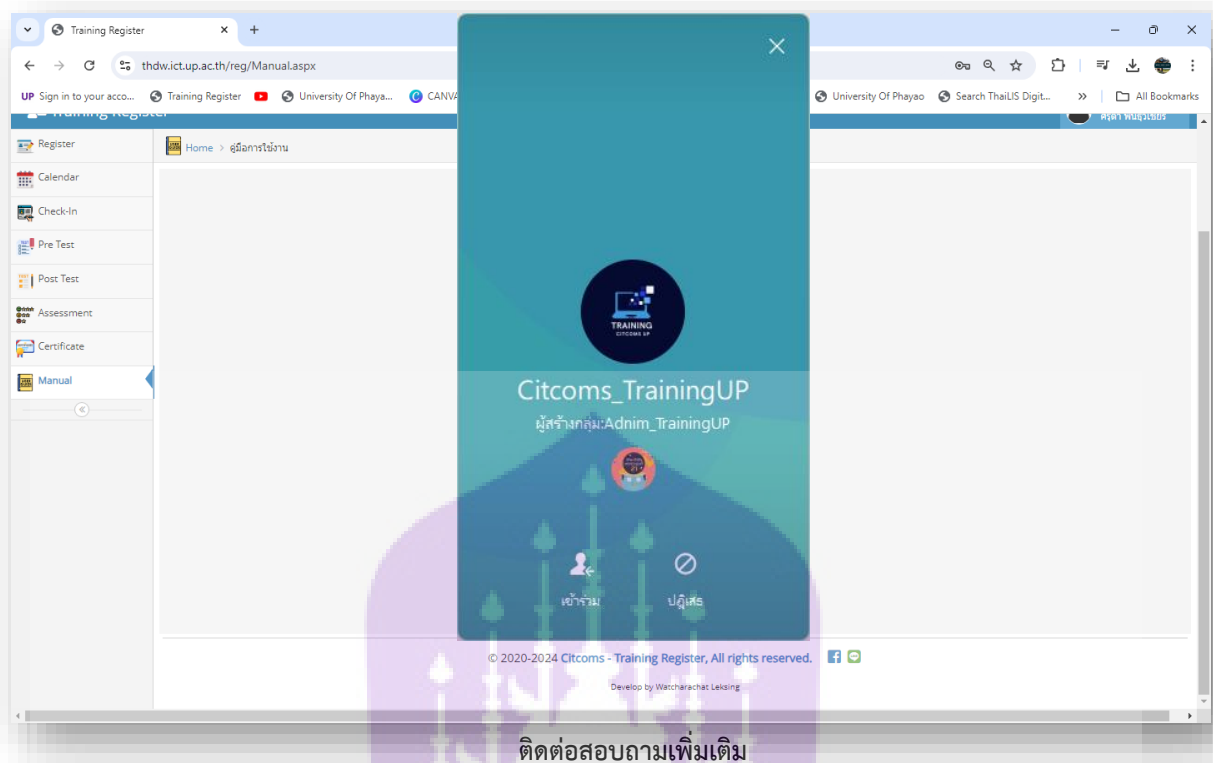 Training Register
thdw.ict.up.ac.th/reg/Manual.aspx
UP Sign in to your acco... Training Register University Of Phaya... CANVA University Of Phayao Search ThaiLIS Digit... » All Bookmarks
Training Register
Register
Home > คู่มือการใช้งาน
Calendar
Check-In
Pre Test
Post Test
Assessment
Certificate
Manual
TRAINING
CITCOMS UP
Citcoms_TrainingUP
ผู้สร้างกลุ่ม:Adnim_TrainingUP
เข้าร่วม ปฏิเสธ
© 2020-2024 Citcoms - Training Register, All rights reserved.
Develop by Watcharachat Leksing
ติดต่อสอบถามเพิ่มเติม